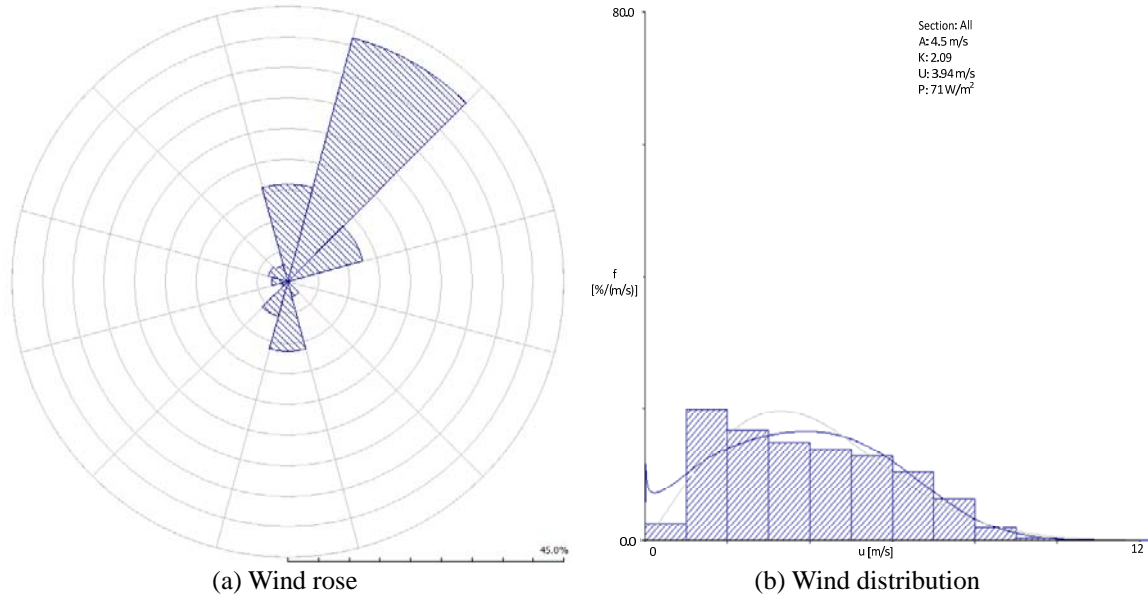 45.0%
(a) Wind rose
80.0
Section: All
A: 4.5 m/s
K: 2.09
U: 3.94 m/s
P: 71 W/m²
f
[%/(m/s)]
0.0
0
u [m/s]
12
(b) Wind distribution